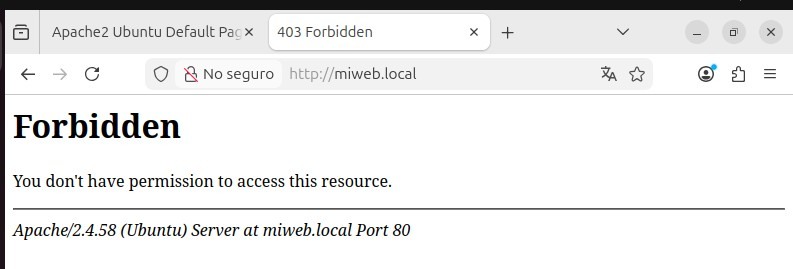 Apache2 Ubuntu Default Pag
403 Forbidden
No seguro
http://miweb.local
Forbidden
You don't have permission to access this resource.
Apache/2.4.58 (Ubuntu) Server at miweb.local Port 80